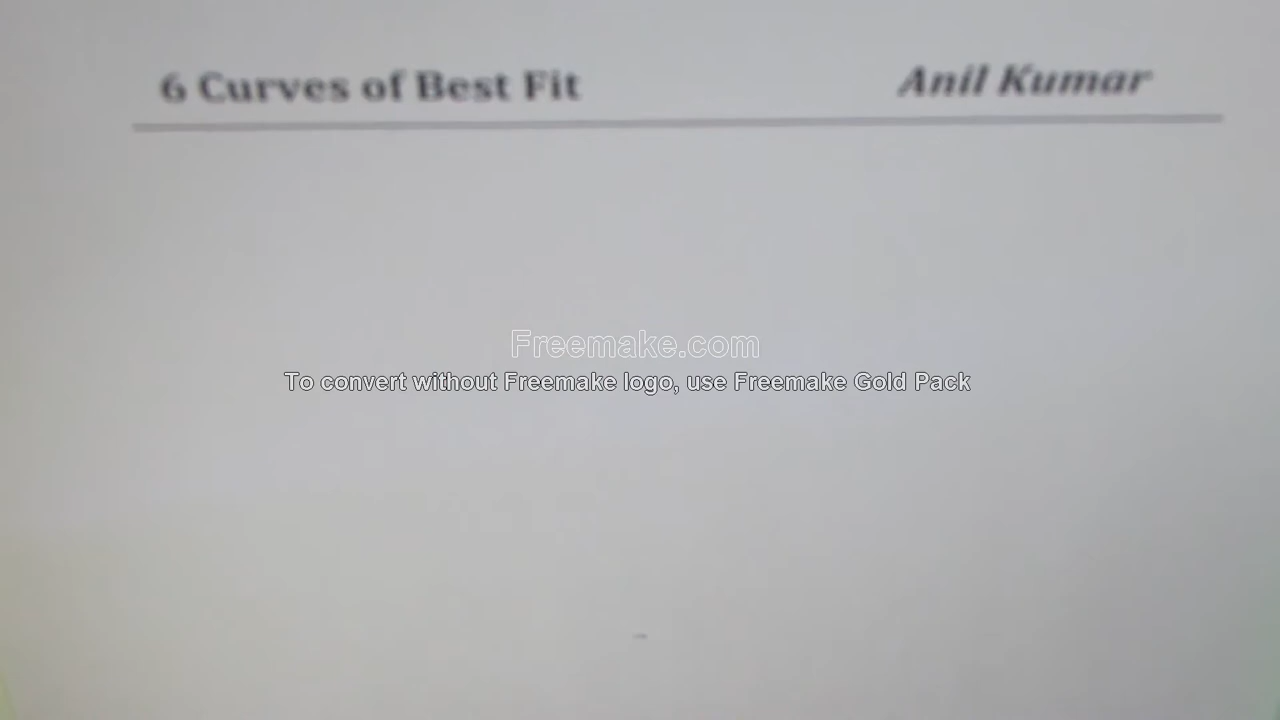 6 Curves of Best Fit Anil Kumar
Freemake.com
To convert without Freemake logo, use Freemake Gold Pack